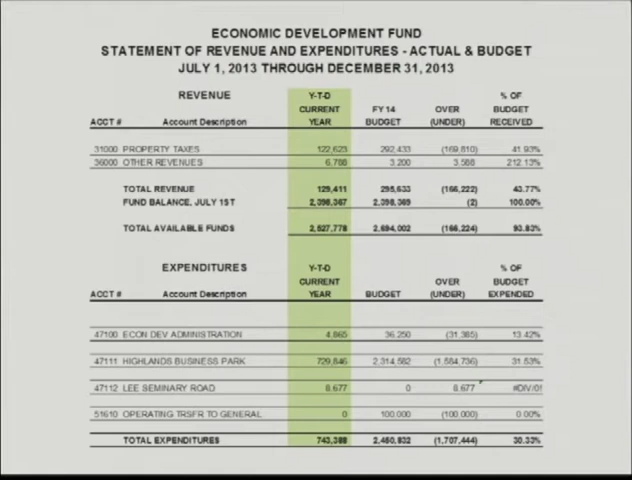 ECONOMIC DEVELOPMENT FUND
STATEMENT OF REVENUE AND EXPENDITURES - ACTUAL & BUDGET
JULY 1, 2013 THROUGH DECEMBER 31, 2013
REVENUE Y-T-D % OF
CURRENT FY 14 OVER BUDGET
ACCT # Account Description YEAR BUDGET (UNDER) RECEIVED
31000 PROPERTY TAXES 122,623 292,433 (169,810) 41.93%
36000 OTHER REVENUES 6,788 3,200 3,588 212.13%
TOTAL REVENUE 129,411 295,633 (166,222) 43.77%
FUND BALANCE, JULY 1ST 2,398,367 2,398,369 (2) 100.00%
TOTAL AVAILABLE FUNDS 2,527,778 2,694,002 (166,224) 93.83%
EXPENDITURES Y-T-D % OF
CURRENT OVER BUDGET
ACCT # Account Description YEAR BUDGET (UNDER) EXPENDED
47100 ECON DEV ADMINISTRATION 4,865 36,250 (31,385) 13.42%
47111 HIGHLANDS BUSINESS PARK 729,846 2,314,582 (1,584,736) 31.53%
47112 LEE SEMINARY ROAD 8,677 0 8,677 #DIV/0!
51610 OPERATING TRSFR TO GENERAL 0 100,000 (100,000) 0.00%
TOTAL EXPENDITURES 743,388 2,450,832 (1,707,444) 30.33%